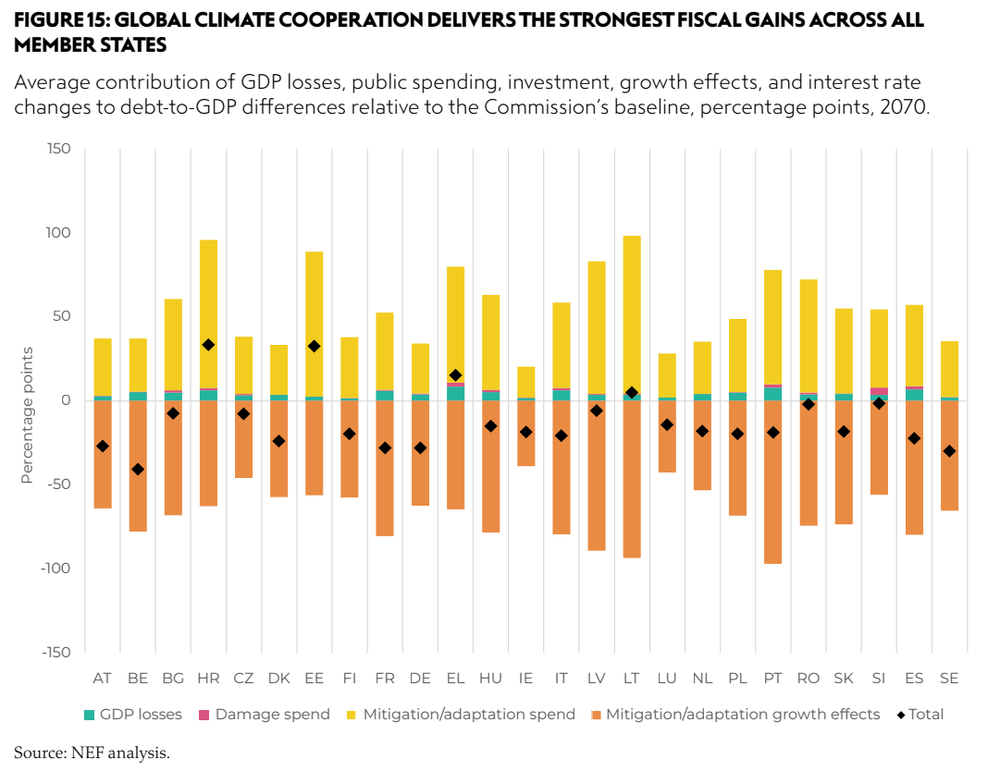 FIGURE 15: GLOBAL CLIMATE COOPERATION DELIVERS THE STRONGEST FISCAL GAINS ACROSS ALL
MEMBER STATES
Average contribution of GDP losses, public spending, investment, growth effects, and interest rate
changes to debt-to-GDP differences relative to the Commission's baseline, percentage points, 2070.
150
100
50
0
-50
-100
-150
Percentage points
AT BE BG HR CZ DK EE FI FR DE EL HU IE IT LV LT LU NL PL PT RO SK SI ES SE
GDP losses Damage spend Mitigation/adaptation spend Mitigation/adaptation growth effects Total
Source: NEF analysis.